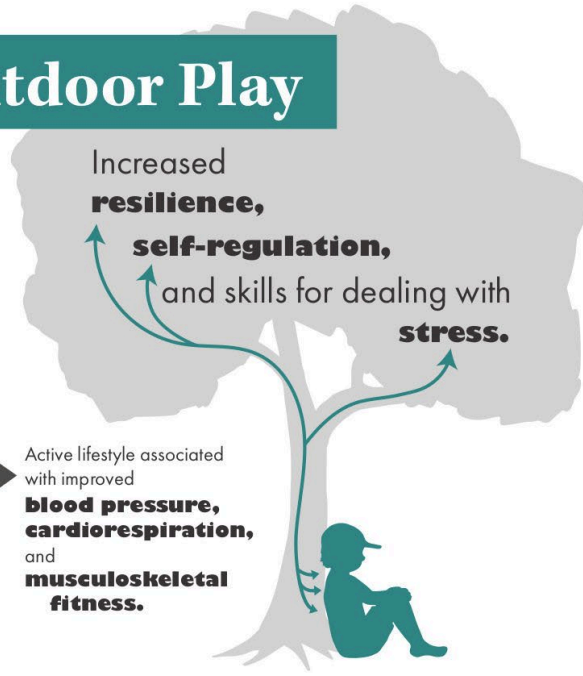 tdoor Play
Increased
resilience,
self-regulation,
and skills for dealing with
stress.
Active lifestyle associated
with improved
blood pressure,
cardiorespiration,
and
musculoskeletal
fitness.